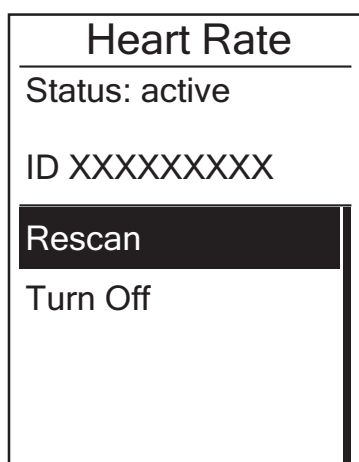 Heart Rate
Status: active
ID XXXXXXXXX
Rescan
Turn Off